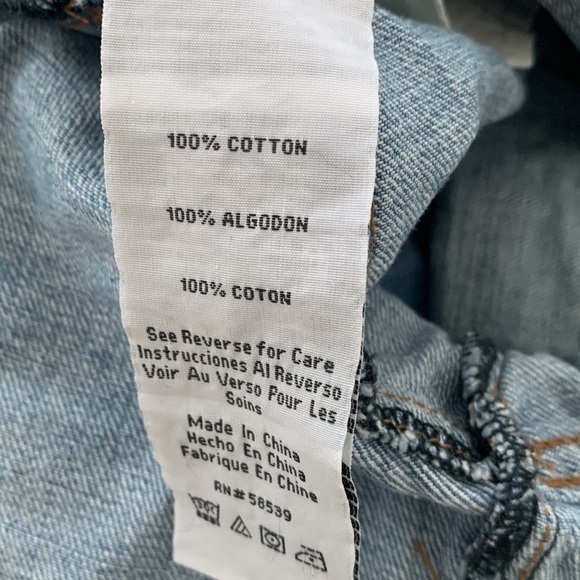 100% COTTON
100% ALGODON
100% COTON
See Reverse for Care
Instrucciones Al Reverso
Voir Au Verso Pour Les
Soins
Made In China
Hecho En China
Fabrique En Chine
RN# 58539